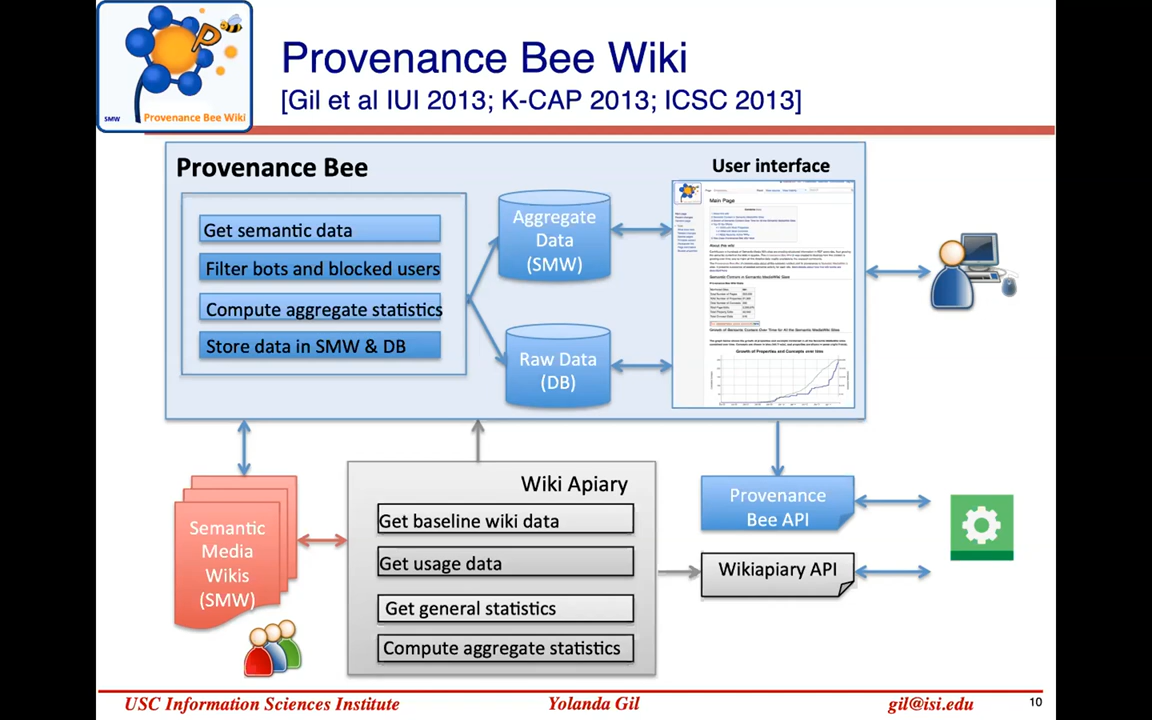 SMW
Provenance Bee Wiki
Provenance Bee Wiki
[Gil et al IUI 2013; K-CAP 2013; ICSC 2013]
Provenance Bee
User interface
Get semantic data
Filter bots and blocked users
Compute aggregate statistics
Store data in SMW & DB
Aggregate
Data
(SMW)
Raw Data
(DB)
Main Page
Semantic
Media
Wikis
(SMW)
Wiki Apiary
Get baseline wiki data
Get usage data
Get general statistics
Compute aggregate statistics
Provenance
Bee API
Wikiapiary API
USC Information Sciences Institute
Yolanda Gil
gil@isi.edu
10